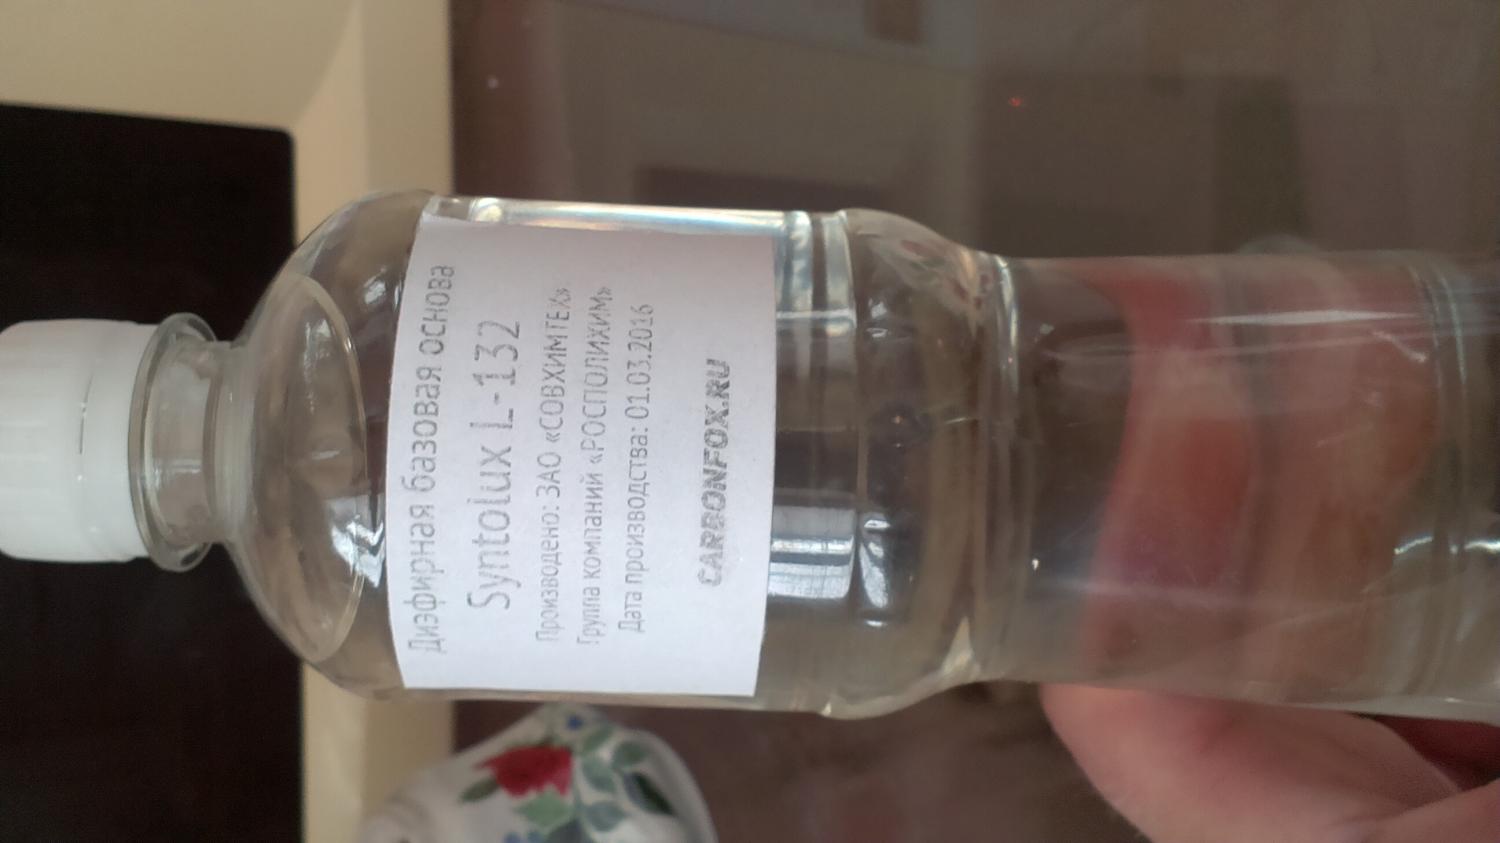 Диэфирная базовая основа
Syntolux L-132
Произведено: ЗАО «СОВХИМТЕХ»
Группа компаний «РОСПОЛИХИМ»
Дата производства: 01.03.2016
CARBONFOX.RU